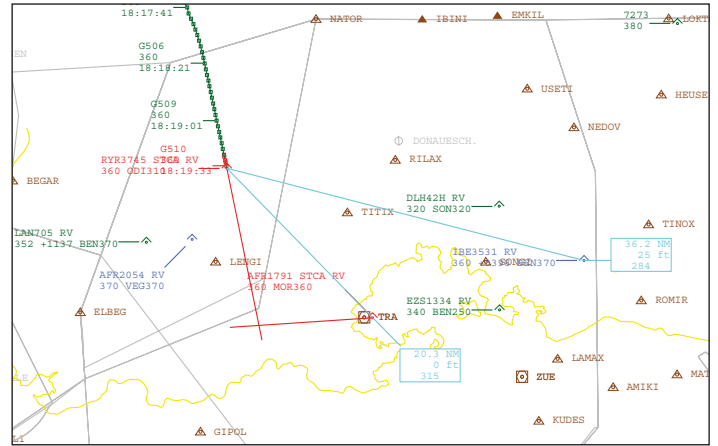 18:17:41
NATOR
IBINI
EMKIL
7273
380
LOKT
G506
360
18:18:21
EN
USETI
HEUSE
G509
360
18:19:01
NEDOV
DONAUESCH.
G510
RYR3745 STCA RV
360 ODI310
18:19:33
RILAX
BEGAR
DLH42H RV
320 SON320
TITIX
TINOX
LAN705 RV
352 +1137 BEN370
IBE3531 RV
36.2 NM
25 ft
284
LENGI
AFR2054 RV
370 VEG370
AFR1791 STCA RV
360 MOR360
EZS1334 RV
340 BEN250
ROMIR
ELBEG
TRA
20.3 NM
0 ft
315
LAMAX
ZUE
AMIKI
MAT
GIPOL
KUDES